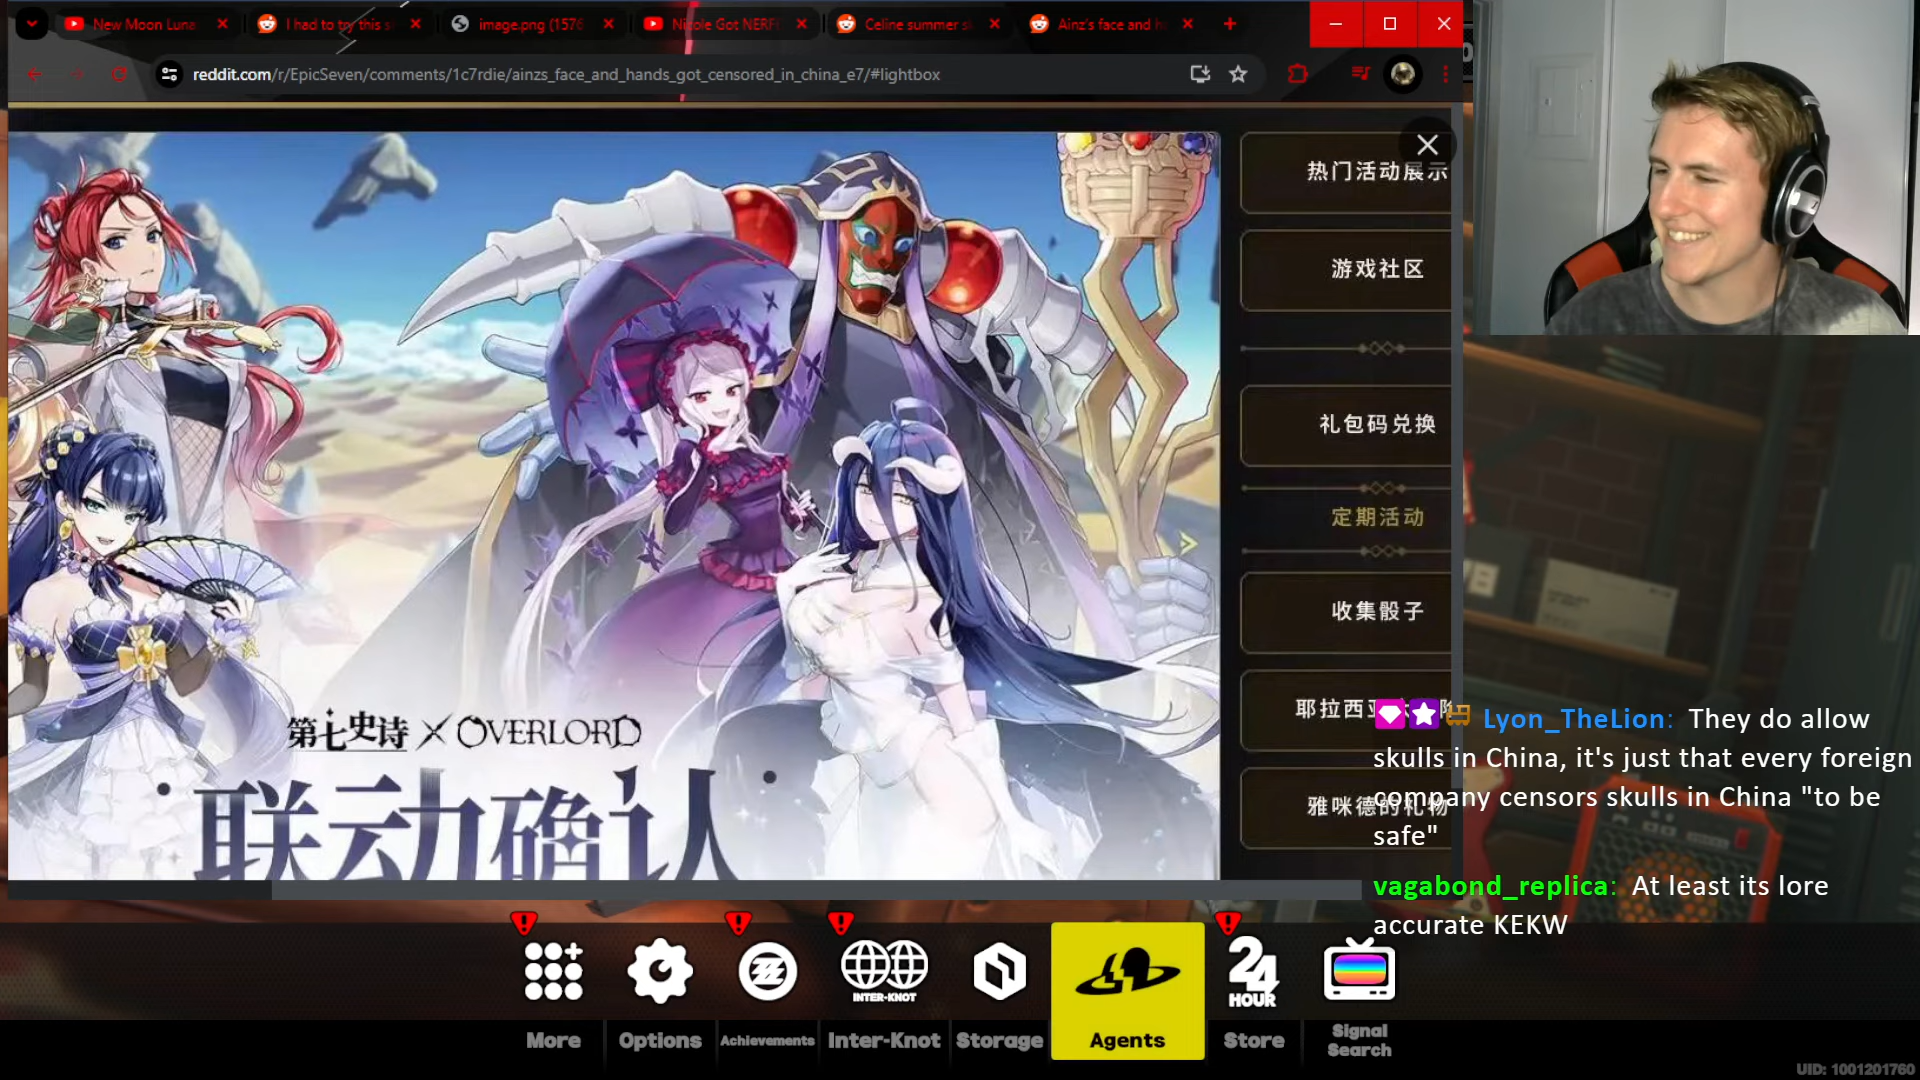 New Moon Luna
I had to try this s
image.png (1576
Nicole Got NERF
Celine summer s
Ainz's face and h
reddit.com/r/EpicSeven/comments/1c7rdie/ainzs_face_and_hands_got_censored_in_china_e7/#lightbox
热门活动展示
游戏社区
礼包码兑换
定期活动
收集骰子
耶拉西亚
雅咪德的礼物
第七史诗 × OVERLORD
联动确认
Lyon_TheLion: They do allow
skulls in China, it's just that every foreign
company censors skulls in China "to be
safe"
vagabond_replica: At least its lore
accurate KEKW
INTER-KNOT
24
HOUR
More
Options
Achievements
Inter-Knot
Storage
Agents
Store
Signal
Search
UID: 1001201760